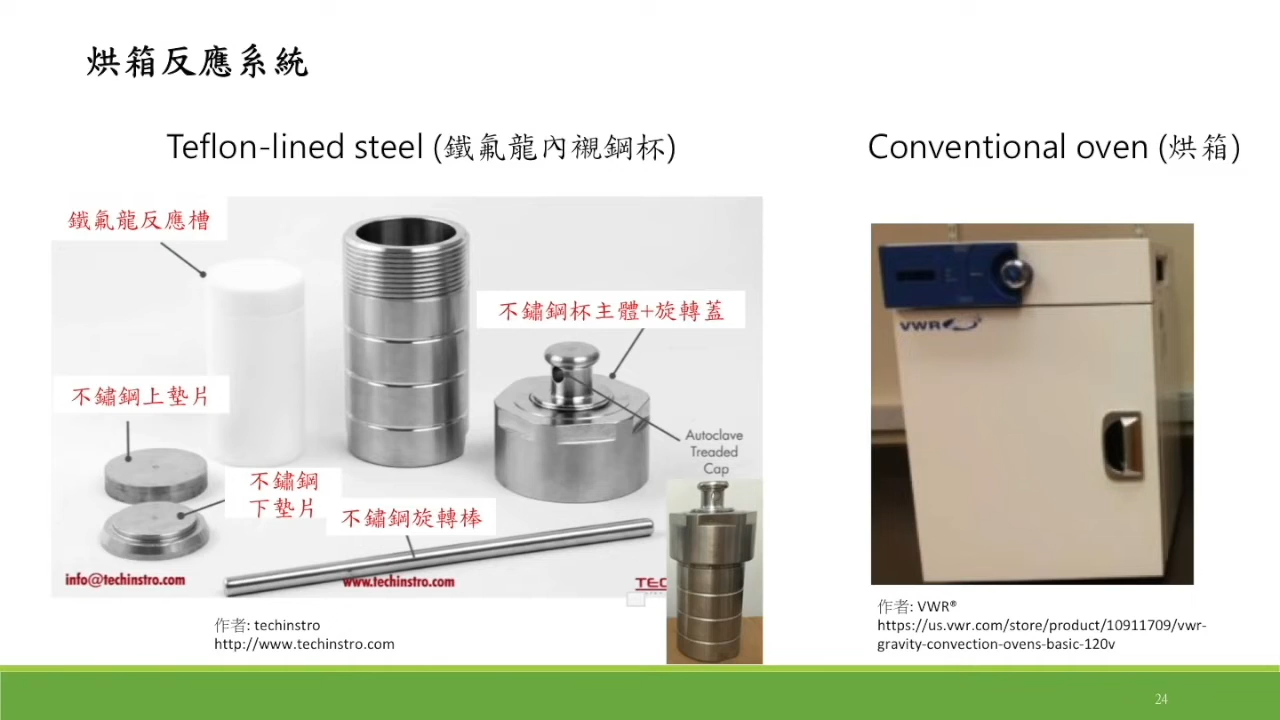 烘箱反應系統
Teflon-lined steel (鐵氟龍內襯鋼杯)
Conventional oven (烘箱)
鐵氟龍反應槽
不鏽鋼杯主體+旋轉蓋
不鏽鋼上墊片
Autoclave
Treaded
Cap
不鏽鋼
下墊片
不鏽鋼旋轉棒
info@techinstro.com
www.techinstro.com
TEC
VWR
作者: techinstro
http://www.techinstro.com
作者: VWR®
https://us.vwr.com/store/product/10911709/vwr-
gravity-convection-ovens-basic-120v
24